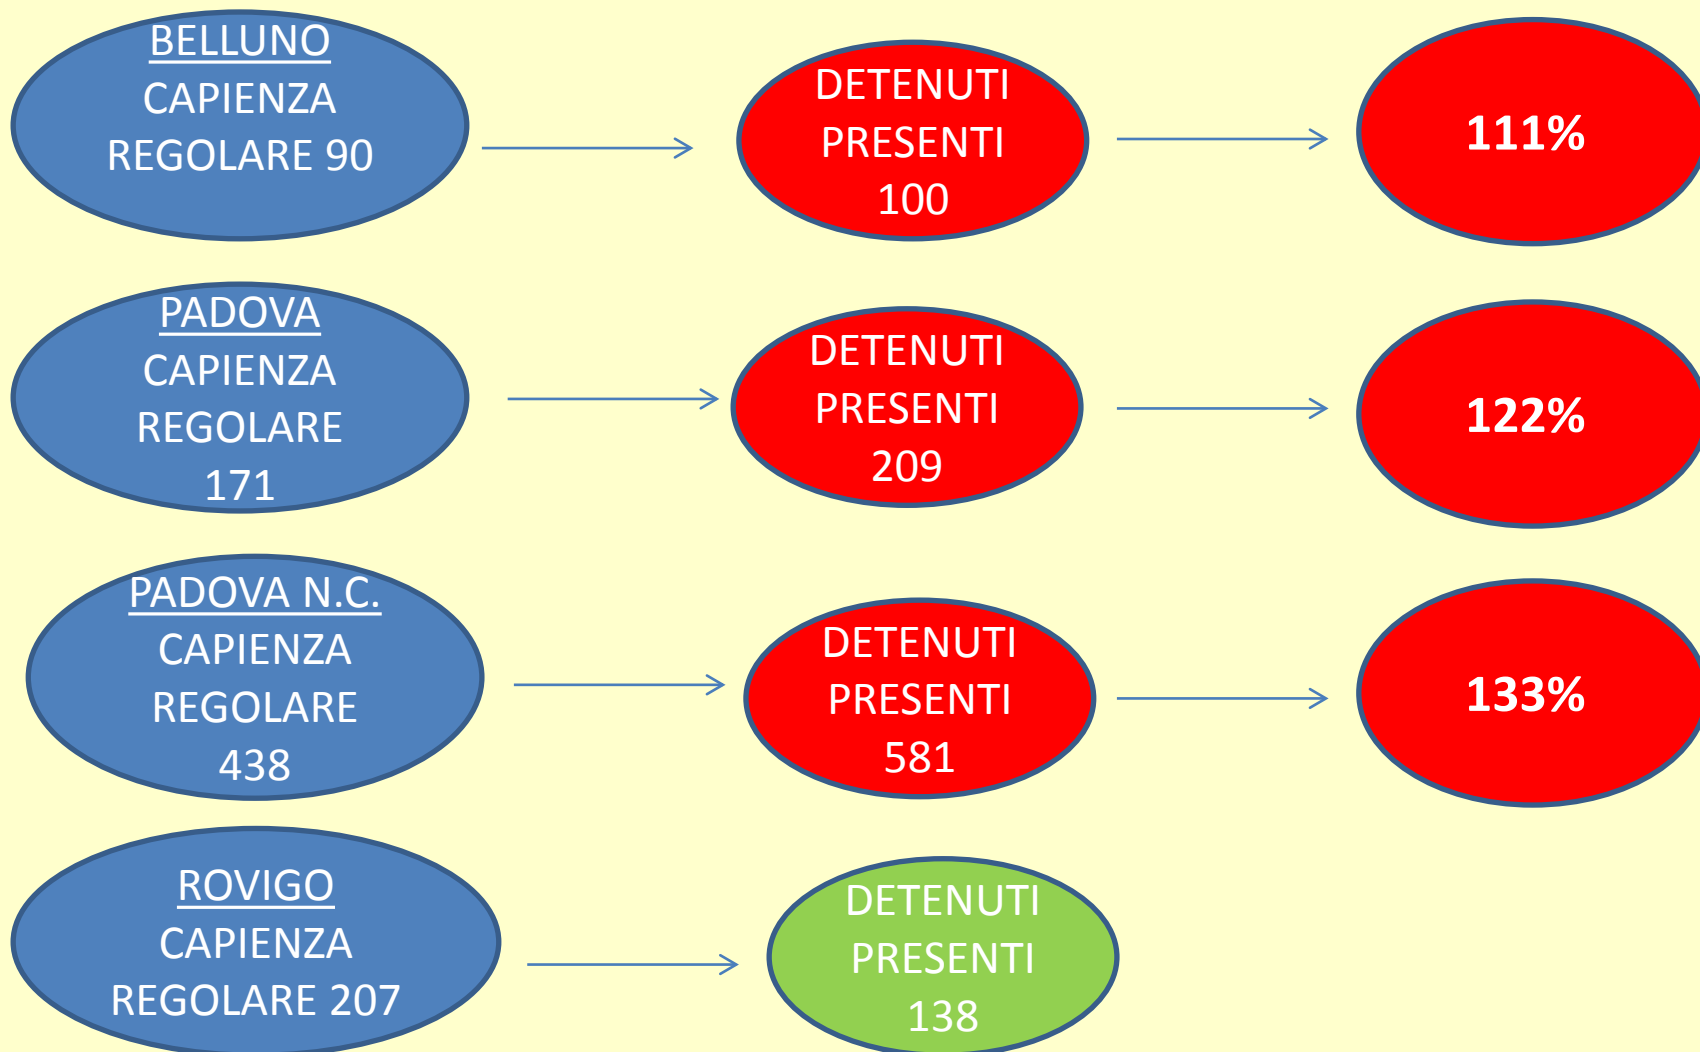 BELLUNO
CAPIENZA
REGOLARE 90
DETENUTI
PRESENTI
100
111%
PADOVA
CAPIENZA
REGOLARE
171
DETENUTI
PRESENTI
209
122%
PADOVA N.C.
CAPIENZA
REGOLARE
438
DETENUTI
PRESENTI
581
133%
ROVIGO
CAPIENZA
REGOLARE 207
DETENUTI
PRESENTI
138